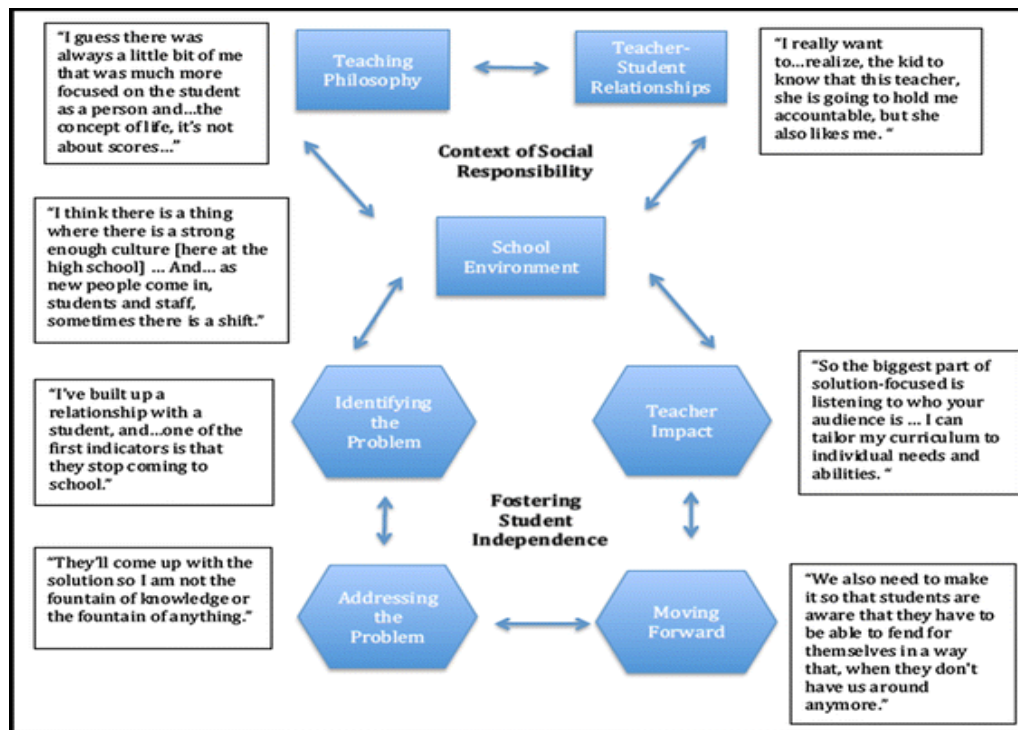 “I guess there was
always a little bit of me
that was much more
focused on the student
as a person and...the
concept of life, it’s not
about scores...”
Teaching
Philosophy
Teacher-
Student
Relationships
“I really want
to...realize, the kid to
know that this teacher,
she is going to hold me
accountable, but she
also likes me. “
Context of Social
Responsibility
“I think there is a thing
where there is a strong
enough culture [here at the
high school] ... And... as
new people come in,
students and staff,
sometimes there is a shift.”
School
Environment
“I’ve built up a
relationship with a
student, and...one of the
first indicators is that
they stop coming to
school.”
Identifying
the
Problem
Teacher
Impact
“So the biggest part of
solution-focused is
listening to who your
audience is ... I can
tailor my curriculum to
individual needs and
abilities. “
Fostering
Student
Independence
“They’ll come up with the
solution so I am not the
fountain of knowledge or
the fountain of anything.”
Addressing
the
Problem
Moving
Forward
“We also need to make
it so that students are
aware that they have to
be able to fend for
themselves in a way
that, when they don’t
have us around
anymore.”